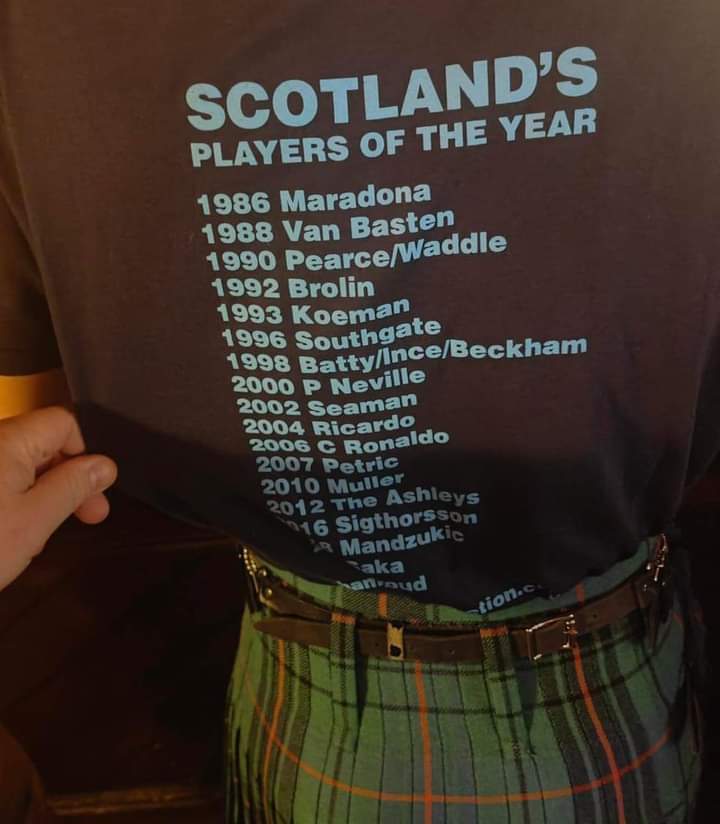 SCOTLAND'S
PLAYERS OF THE YEAR
1986 Maradona
1988 Van Basten
1990 Pearce/Waddle
1992 Brolin
1993 Koeman
1996 Southgate
1998 Batty/Ince/Beckham
2000 P Neville
2002 Seaman
2004 Ricardo
2006 C Ronaldo
2007 Petric
2010 Muller
2012 The Ashleys
16 Sigthorsson
Mandzukic
aka